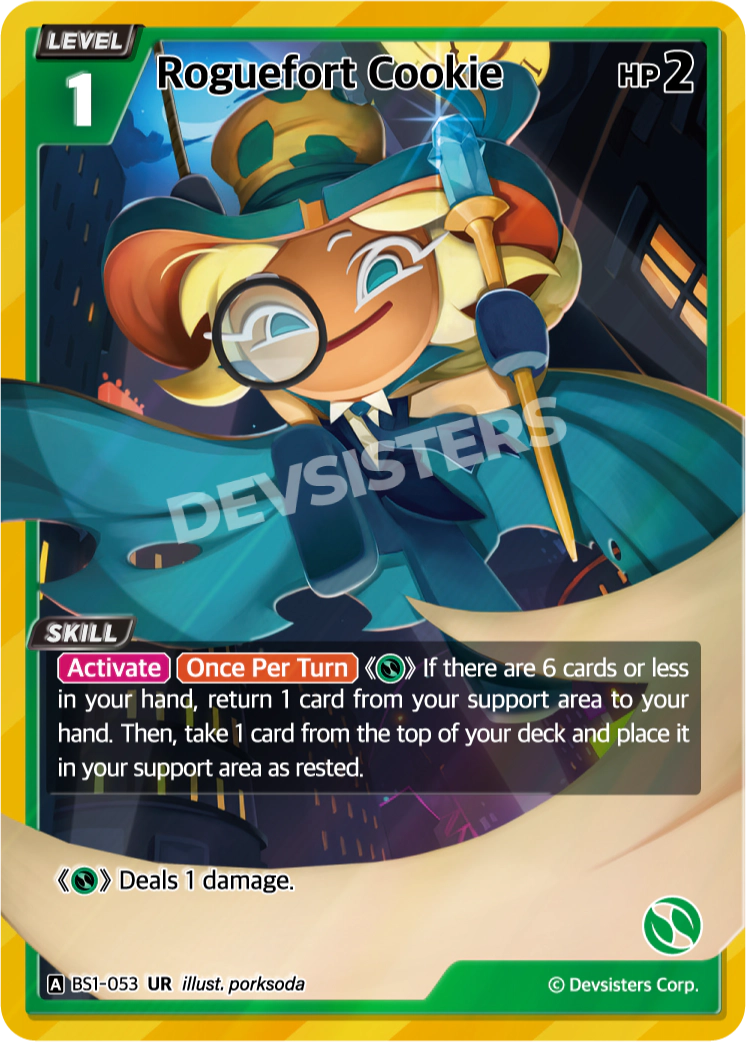 LEVEL
1
Roguefort Cookie
HP 2
DEVSISTERS
SKILL
Activate Once Per Turn 《》 If there are 6 cards or less
in your hand, return 1 card from your support area to your
hand. Then, take 1 card from the top of your deck and place it
in your support area as rested.
《》 Deals 1 damage.
A BS1-053 UR illust. porksoda
© Devsisters Corp.